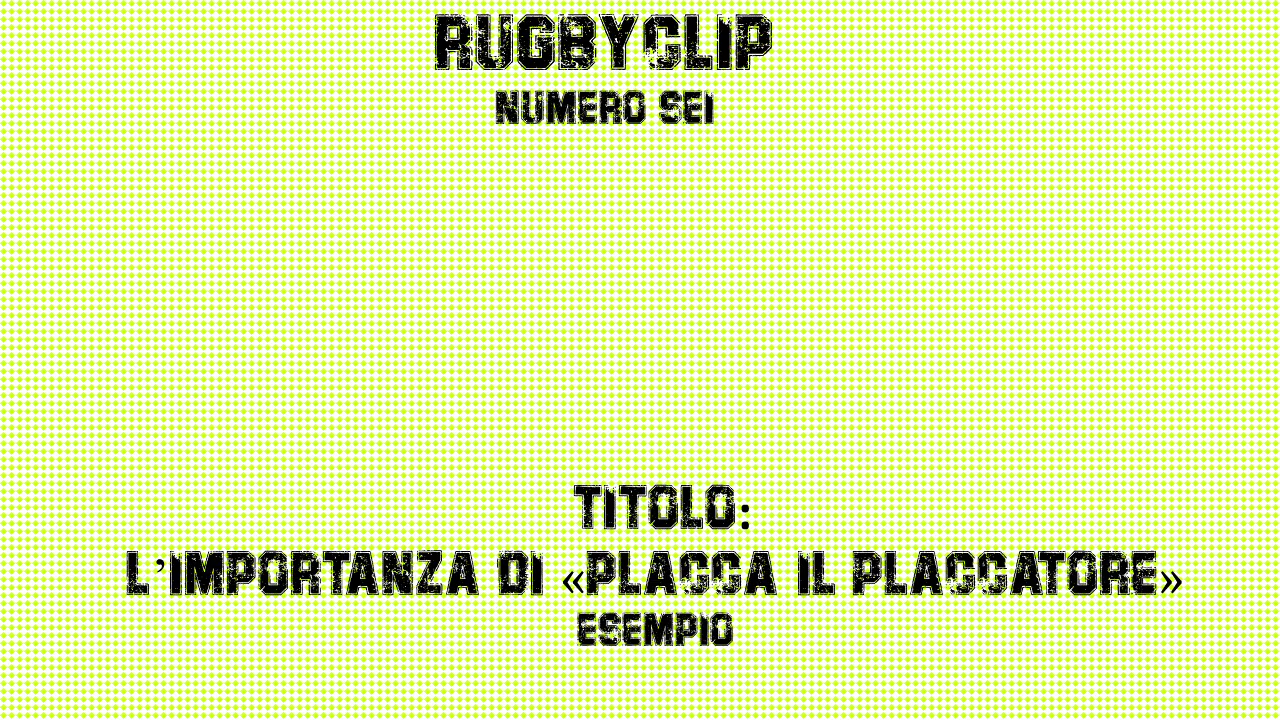 RUGBYCLIP
NUMERO SEI
TITOLO:
L’IMPORTANZA DI «PLACCA IL PLACCATORE»
ESEMPIO